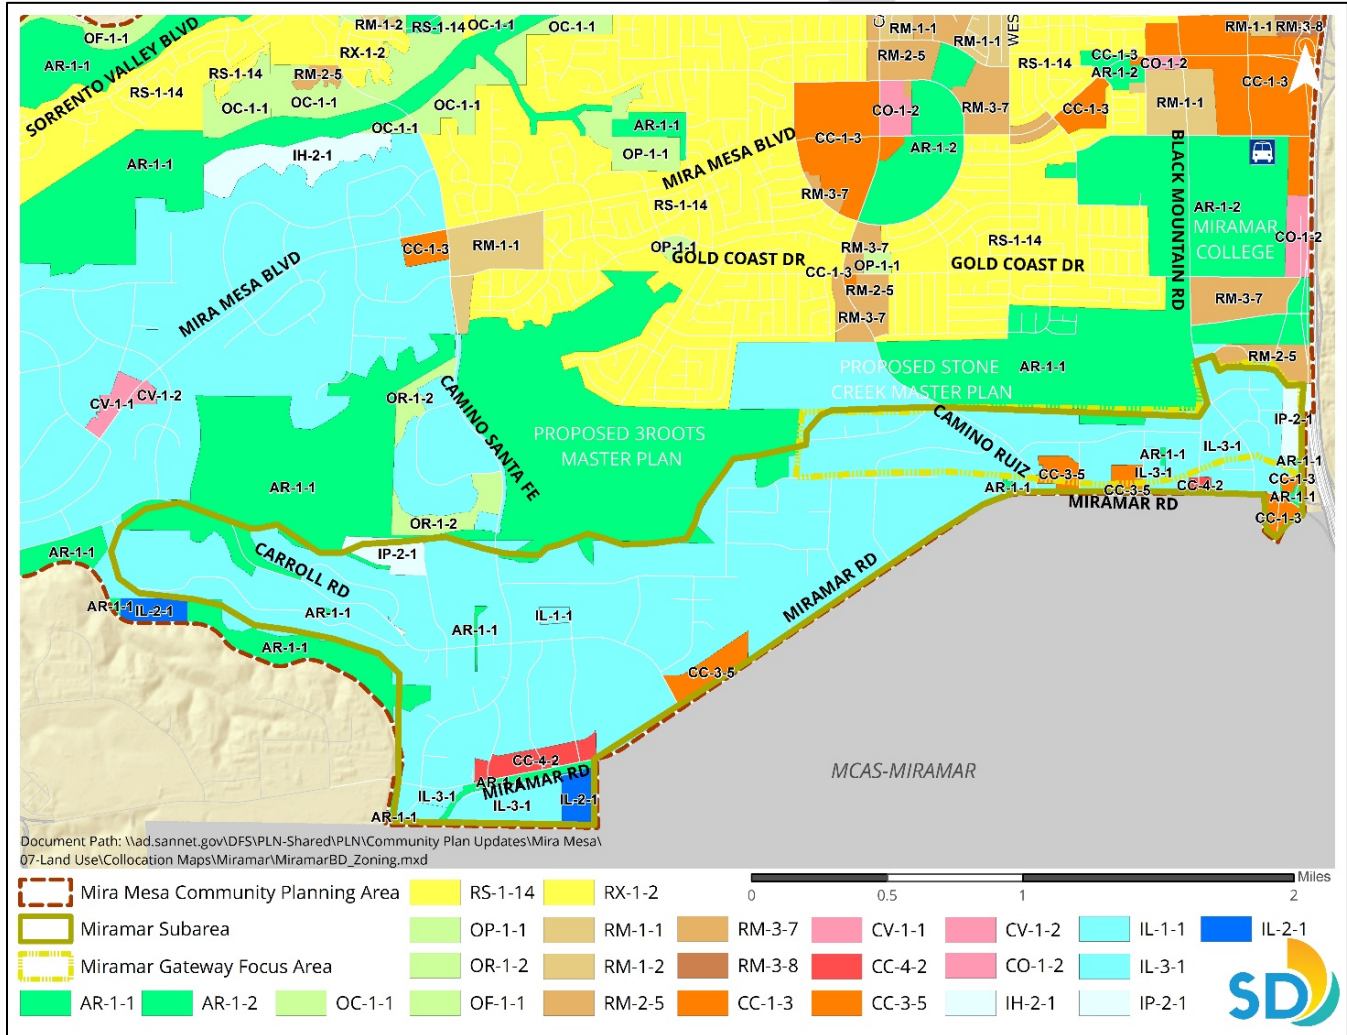 OF-1-1
RM-1-2
RS-1-14
OC-1-1
OC-1-1
RM-1-1
RM-3-8
AR-1-1
SORRENTO VALLEY BLVD
RX-1-2
RM-1-1
WES
RM-2-5
RS-1-14
CC-1-3
CO-1-2
AR-1-2
RS-1-14
RM-2-5
CC-1-3
RS-1-14
OC-1-1
OC-1-1
CO-1-2
RM-3-7
CC-1-3
RM-1-1
OC-1-1
AR-1-1
CC-1-3
AR-1-2
IH-2-1
OP-1-1
MIRA MESA BLVD
BLACK MOUNTAIN RD
AR-1-1
RM-3-7
RS-1-14
AR-1-2
MIRAMAR
COLLEGE
CO-1-2
CC-1-3
RM-1-1
OP-1-1
GOLD COAST DR
RM-3-7
RS-1-14
OP-1-1
GOLD COAST DR
CC-1-3
RM-2-5
MIRA MESA BLVD
RM-3-7
RM-3-7
PROPOSED STONE
CREEK MASTER PLAN
AR-1-1
RM-2-5
CV-1-1
CV-1-2
OR-1-2
CAMINO SANTA FE
PROPOSED 3ROOTS
MASTER PLAN
CAMINO RUIZ
IP-2-1
IL-3-1
AR-1-1
AR-1-1
IL-3-1
CC-3-5
CC-1-3
AR-1-1
AR-1-1
CC-3-5
CC-4-2
AR-1-1
MIRAMAR RD
CC-1-3
OR-1-2
AR-1-1
IP-2-1
CARROLL RD
MIRAMAR RD
AR-1-1
IL-2-1
AR-1-1
AR-1-1
IL-1-1
AR-1-1
CC-3-5
CC-4-2
AR-1-1
MIRAMAR RD
IL-3-1
IL-3-1
IL-2-1
AR-1-1
MCAS-MIRAMAR
Document Path: \\ad.sannet.gov\DFS\PLN-Shared\PLN\Community Plan Updates\Mira Mesa\
07-Land Use\Collocation Maps\Miramar\MiramarBD_Zoning.mxd
Mira Mesa Community Planning Area
RS-1-14
RX-1-2
0
0.5
1
2
Miles
Miramar Subarea
OP-1-1
RM-1-1
RM-3-7
CV-1-1
CV-1-2
IL-1-1
IL-2-1
Miramar Gateway Focus Area
OR-1-2
RM-1-2
RM-3-8
CC-4-2
CO-1-2
IL-3-1
AR-1-1
AR-1-2
OC-1-1
OF-1-1
RM-2-5
CC-1-3
CC-3-5
IH-2-1
IP-2-1
SD